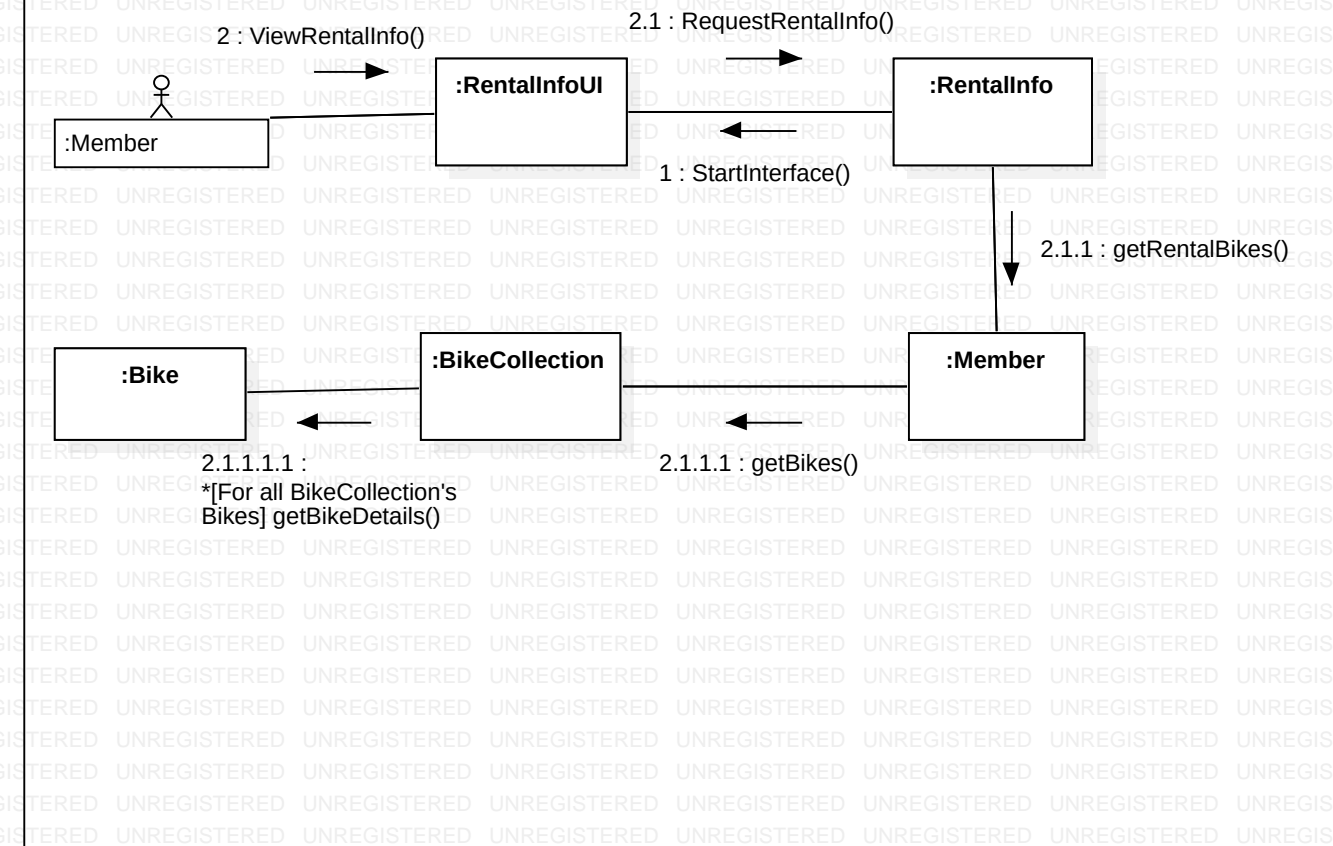 2 : ViewRentalInfo()
2.1 : RequestRentalInfo()
:Member
:RentalInfoUI
:RentalInfo
1 : StartInterface()
2.1.1 : getRentalBikes()
:Bike
:BikeCollection
:Member
2.1.1.1.1 :
*[For all BikeCollection's
Bikes] getBikeDetails()
2.1.1.1 : getBikes()
UNREGISTERED